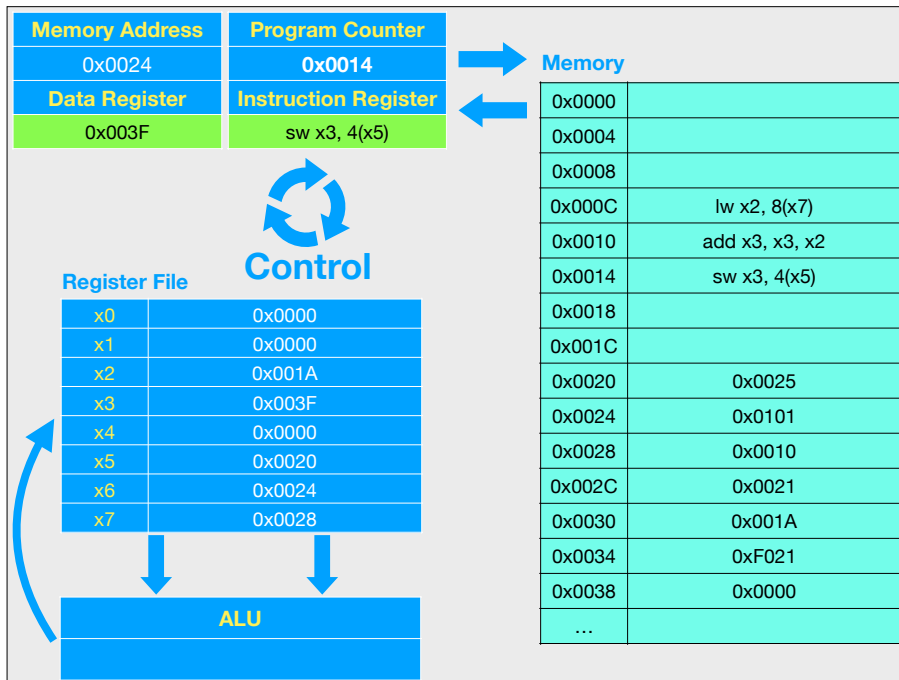 Memory Address Program Counter
0x0024 0x0014
Data Register Instruction Register
0x003F sw x3, 4(x5)
Control
Register File
x0 0x0000
x1 0x0000
x2 0x001A
x3 0x003F
x4 0x0000
x5 0x0020
x6 0x0024
x7 0x0028
ALU
Memory
0x0000
0x0004
0x0008
0x000C lw x2, 8(x7)
0x0010 add x3, x3, x2
0x0014 sw x3, 4(x5)
0x0018
0x001C
0x0020 0x0025
0x0024 0x0101
0x0028 0x0010
0x002C 0x0021
0x0030 0x001A
0x0034 0xF021
0x0038 0x0000
…